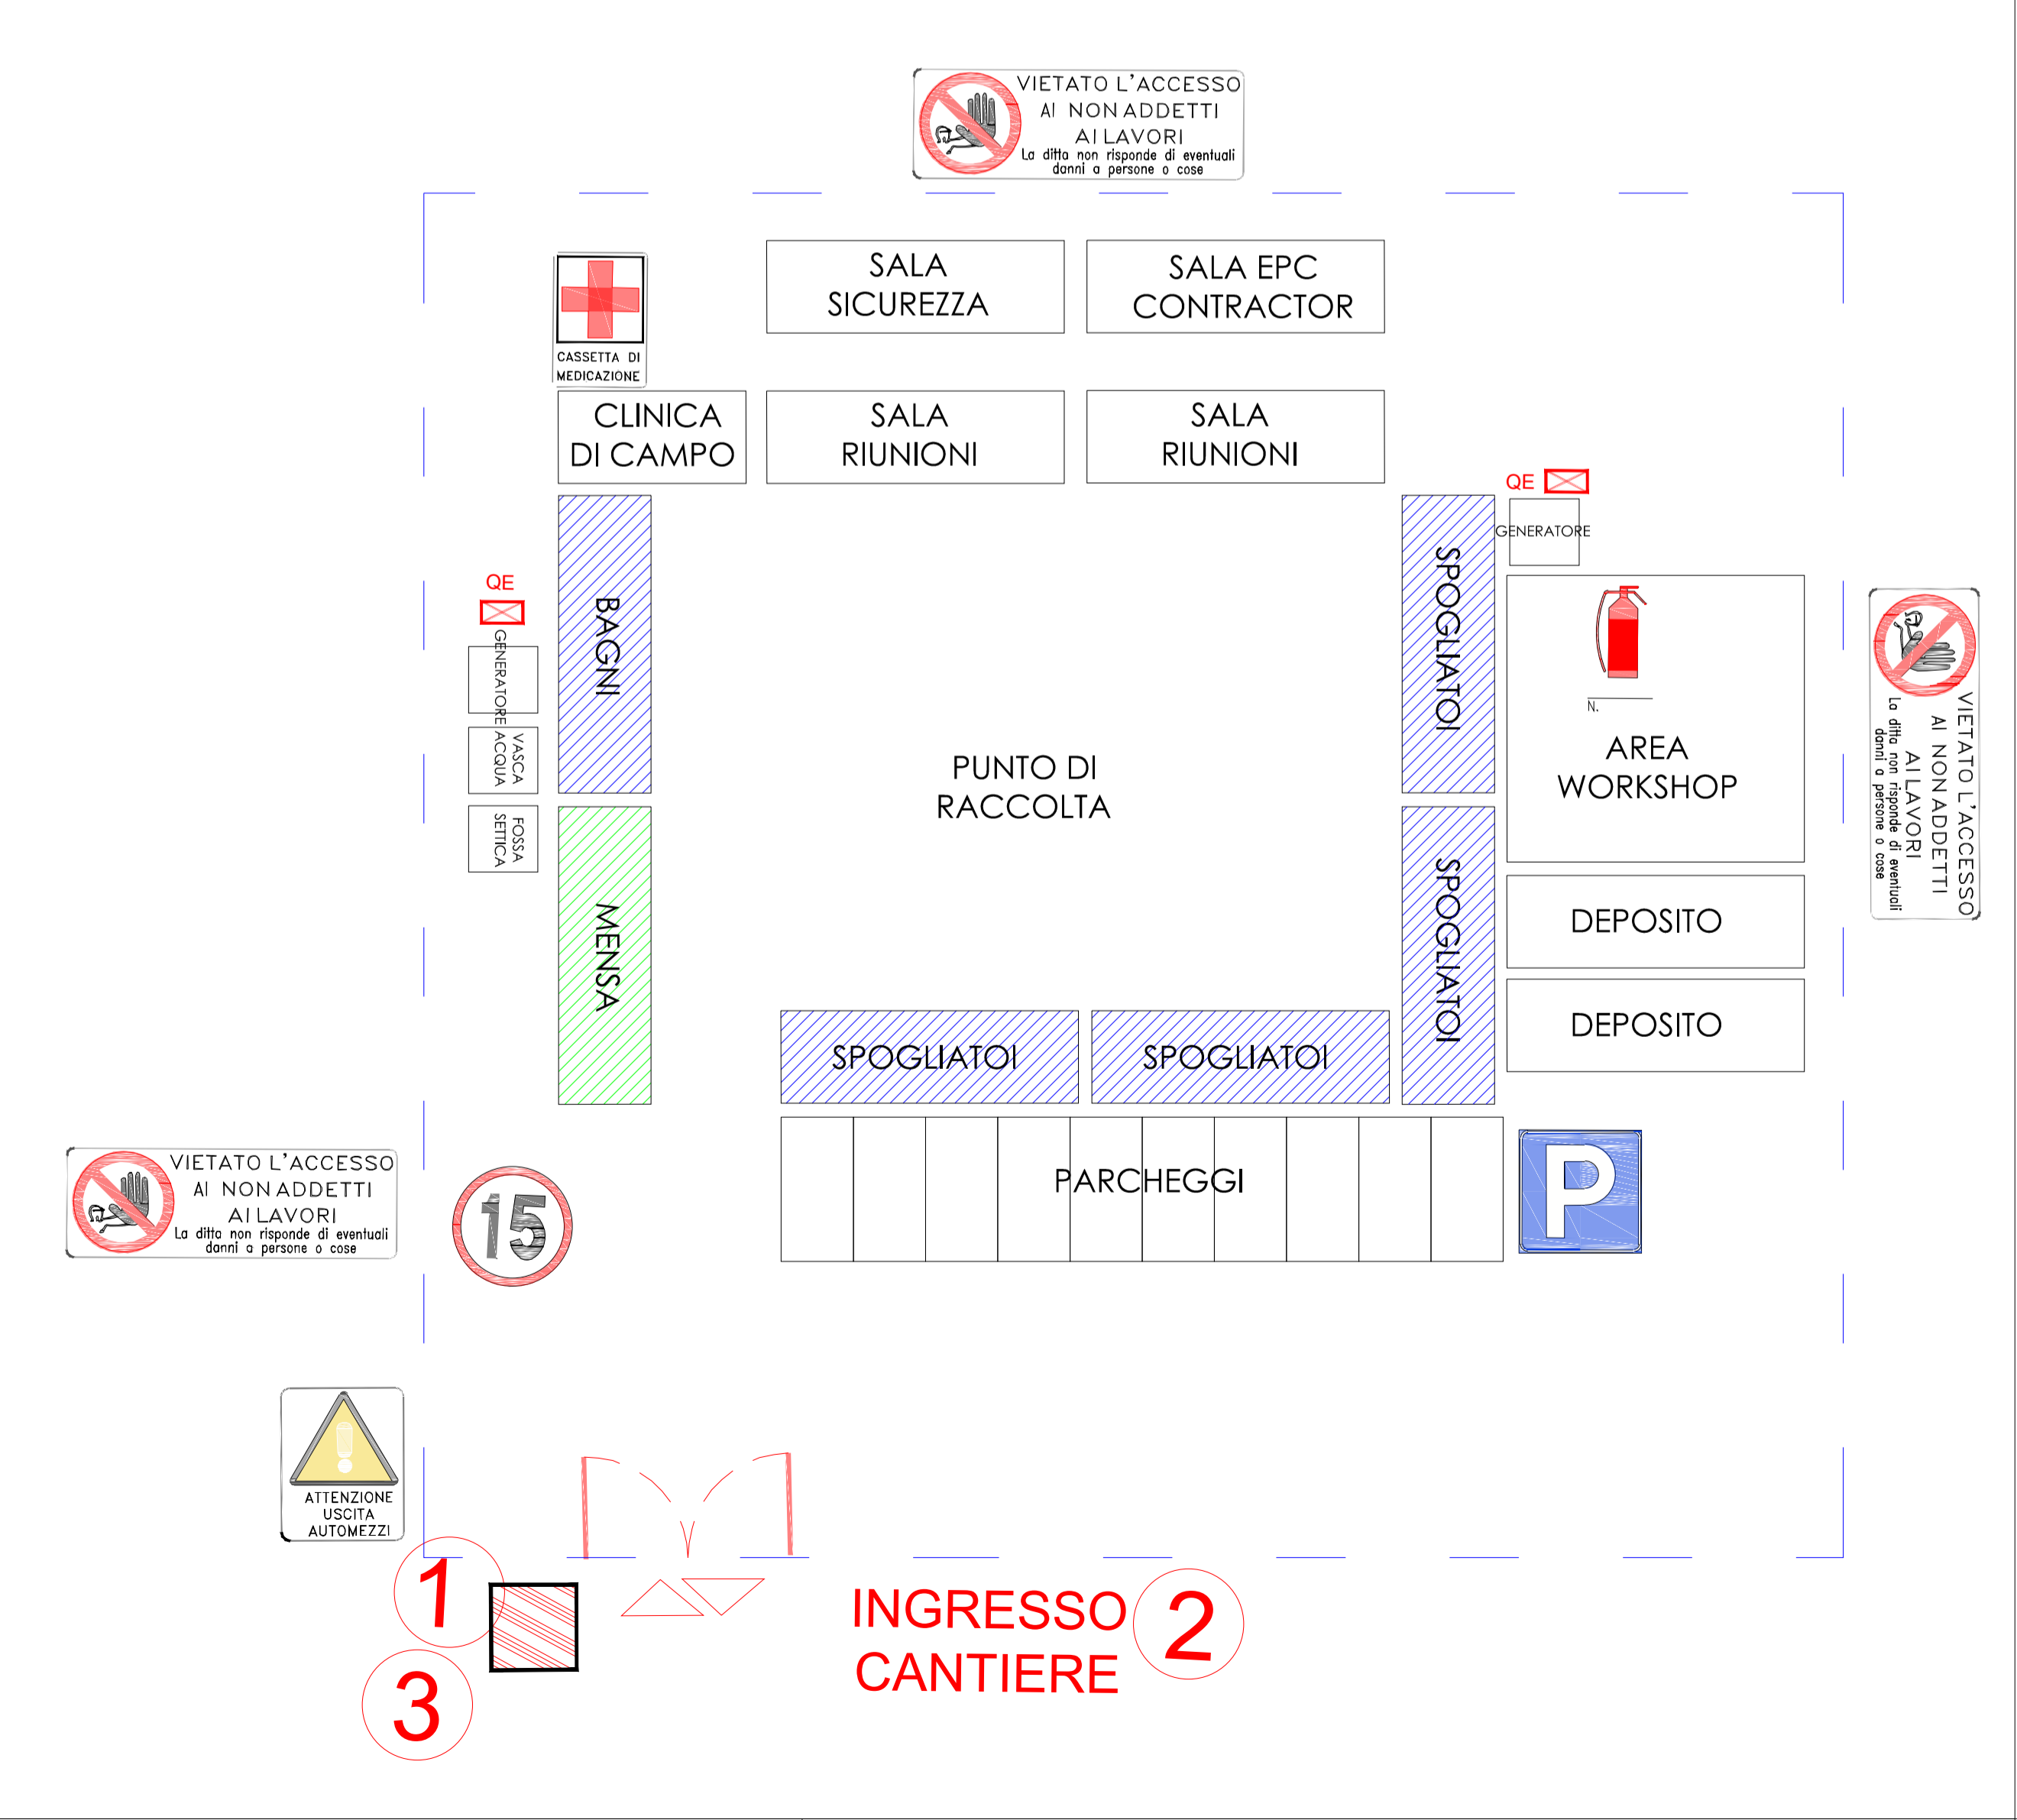 VIETATO L'ACCESSO
AI NON ADDETTI
AI LAVORI
La ditta non risponde di eventuali
danni a persone o cose
SALA
SICUREZZA
SALA EPC
CONTRACTOR
CASSETTA DI
MEDICAZIONE
CLINICA
DI CAMPO
SALA
RIUNIONI
SALA
RIUNIONI
QE
GENERATORE
QE
GENERATORE
VASCA
ACQUA
FOSSA
SETTICA
BAGNI
MENSA
PUNTO DI
RACCOLTA
SPOGLIATOI
SPOGLIATOI
N.
AREA
WORKSHOP
DEPOSITO
DEPOSITO
VIETATO L'ACCESSO
AI NON ADDETTI
AI LAVORI
La ditta non risponde di eventuali
danni a persone o cose
SPOGLIATOI
SPOGLIATOI
PARCHEGGI
P
VIETATO L'ACCESSO
AI NON ADDETTI
AI LAVORI
La ditta non risponde di eventuali
danni a persone o cose
15
ATTENZIONE
USCITA
AUTOMEZZI
1
INGRESSO
CANTIERE
2
3